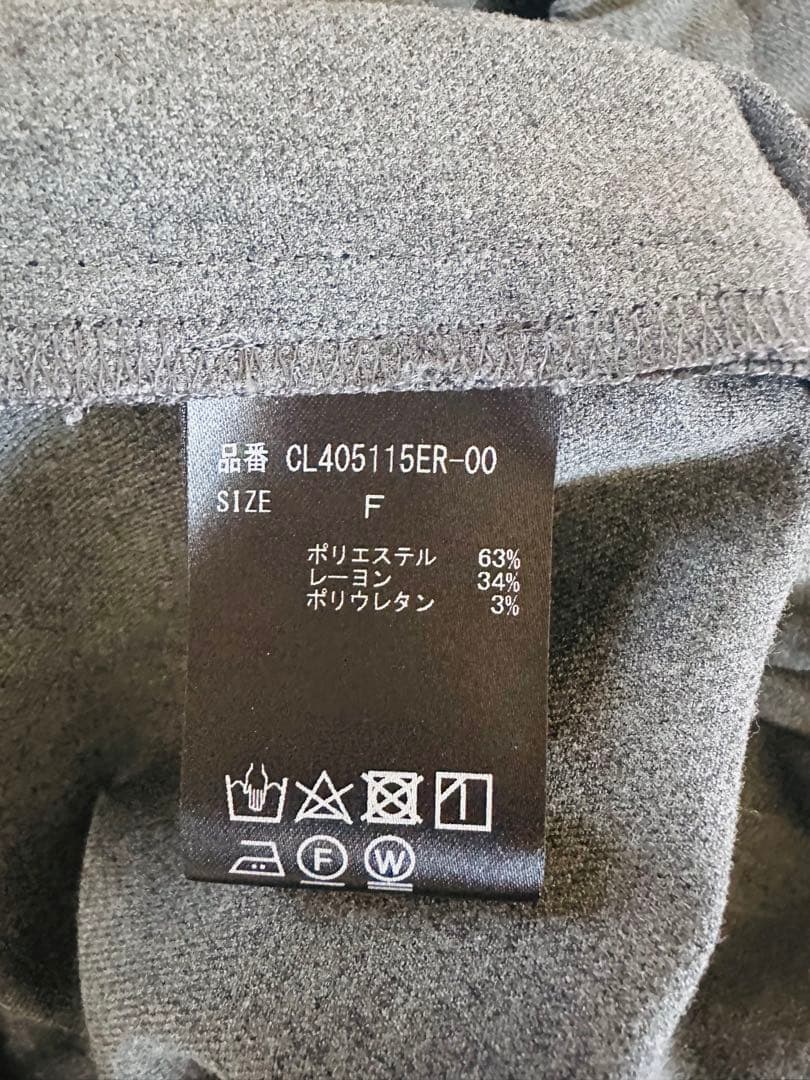 品番 CL405115ER-00
SIZE F
ポリエステル 63%
レーヨン 34%
ポリウレタン 3%
F W